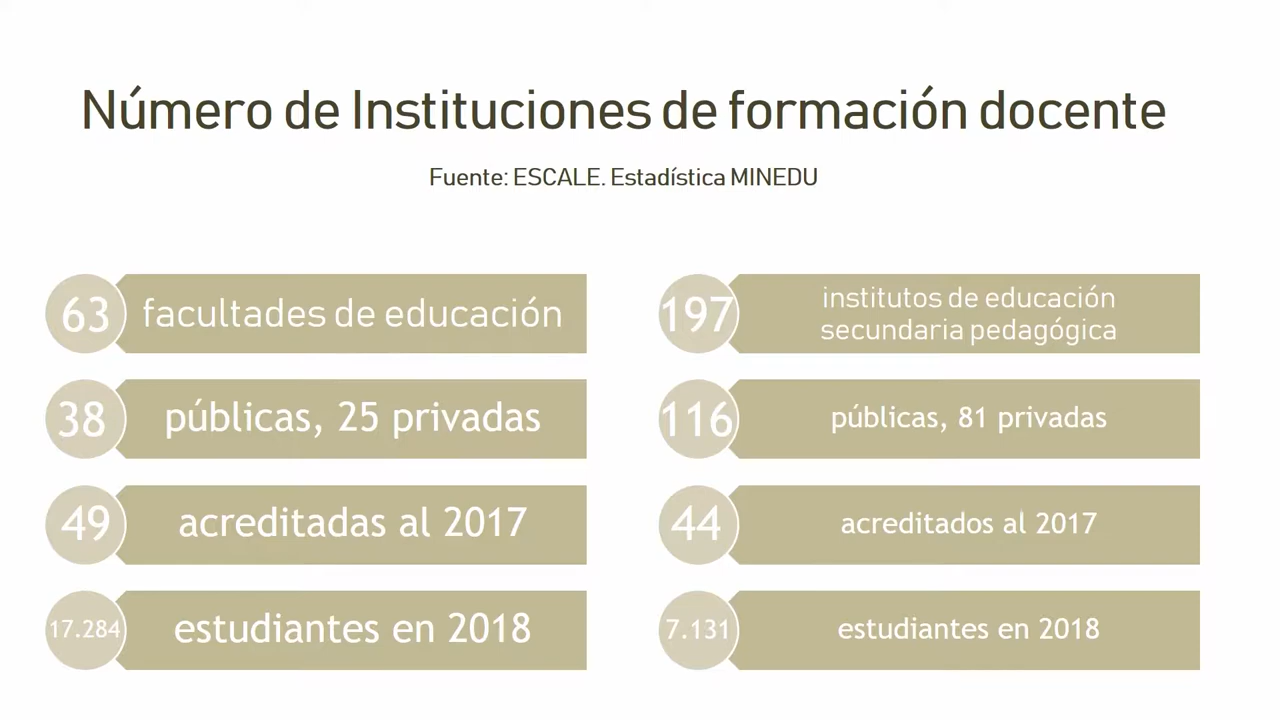 Número de Instituciones de formación docente
Fuente: ESCALE. Estadística MINEDU
63 facultades de educación
38 públicas, 25 privadas
49 acreditadas al 2017
17.284 estudiantes en 2018
197 institutos de educación
secundaria pedagógica
116 públicas, 81 privadas
44 acreditados al 2017
7.131 estudiantes en 2018